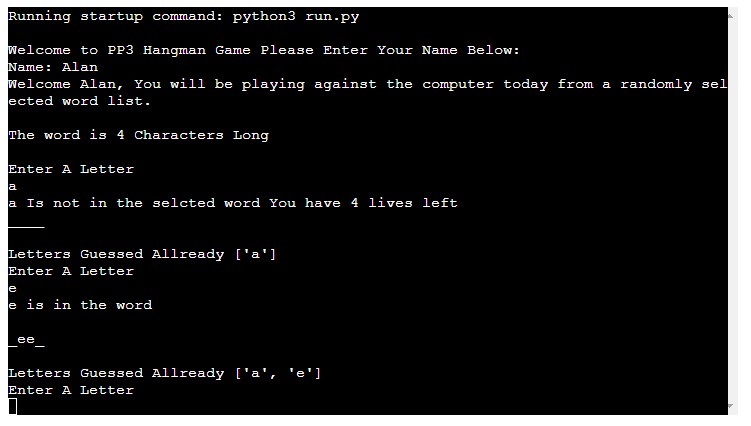 Running startup command: python3 run.py
Welcome to PP3 Hangman Game Please Enter Your Name Below:
Name: Alan
Welcome Alan, You will be playing against the computer today from a randomly sel
ected word list.
The word is 4 Characters Long
Enter A Letter
a
a Is not in the selcted word You have 4 lives left
____
Letters Guessed Allready ['a']
Enter A Letter
e
e is in the word
_ee_
Letters Guessed Allready ['a', 'e']
Enter A Letter